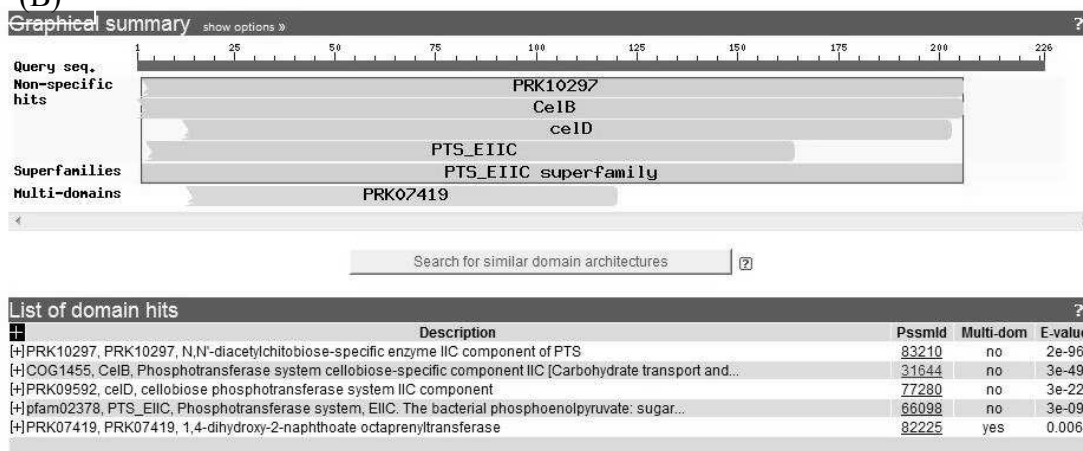 (B)
Graphical summary show options » ?
1 25 50 75 100 125 150 175 200 226
Query seq.
Non-specific hits PRK10297
CelB
celD
PTS_EIIC
Superfamilies PTS_EIIC superfamily
Multi-domains PRK07419
Search for similar domain architectures ?
List of domain hits ?
+ Description PssmId Multi-dom E-value
[+]PRK10297, PRK10297, N,N'-diacetylchitobiose-specific enzyme IIC component of PTS 83210 no 2e-96
[+]COG1455, CelB, Phosphotransferase system cellobiose-specific component IIC [Carbohydrate transport and... 31644 no 3e-49
[+]PRK09592, celD, cellobiose phosphotransferase system IIC component 77280 no 3e-22
[+]pfam02378, PTS_EIIC, Phosphotransferase system, EIIC. The bacterial phosphoenolpyruvate: sugar... 66098 no 3e-09
[+]PRK07419, PRK07419, 1,4-dihydroxy-2-naphthoate octaprenyltransferase 82225 yes 0.006